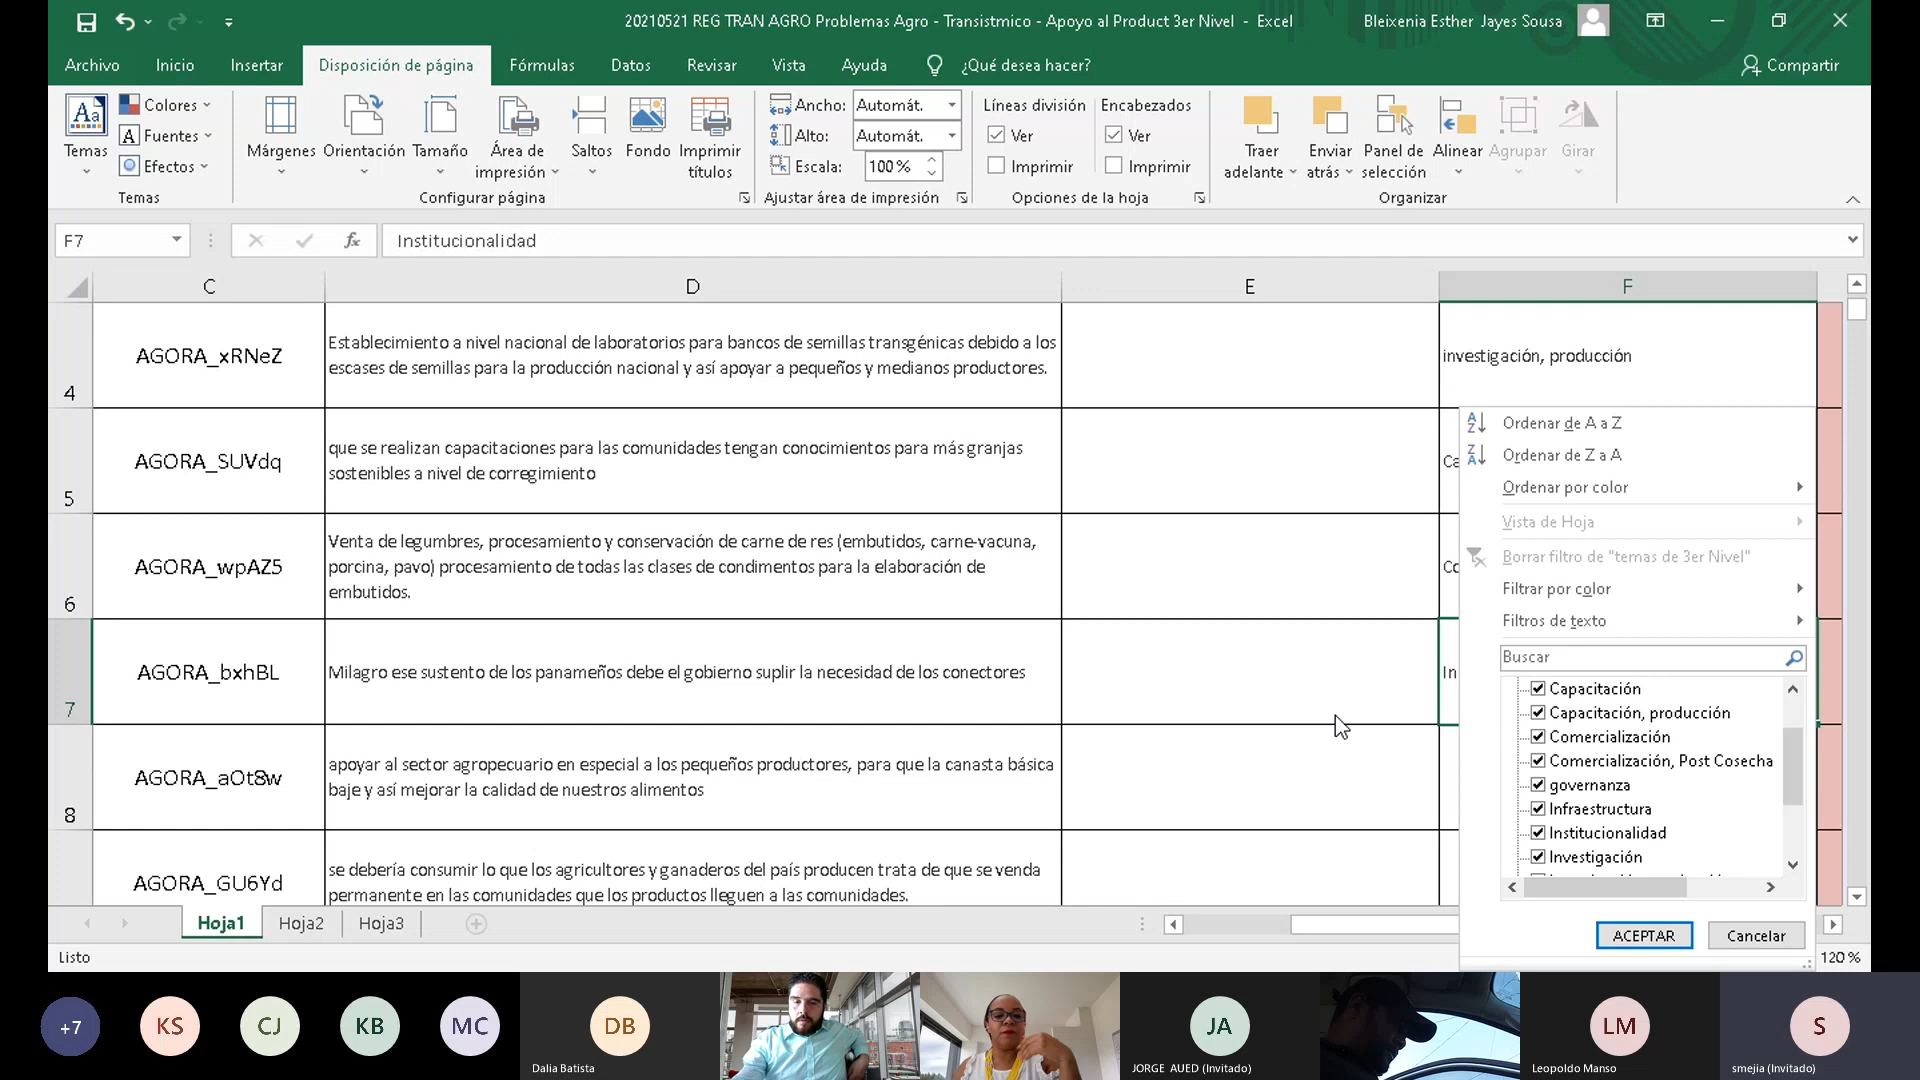 20210521 REG TRAN AGRO Problemas Agro - Transistmico - Apoyo al Product 3er Nivel - Excel
Bleixenia Esther Jayes Sousa
Archivo
Inicio
Insertar
Disposición de página
Fórmulas
Datos
Revisar
Vista
Ayuda
¿Qué desea hacer?
Compartir
Temas
Colores
Fuentes
Efectos
Temas
Márgenes
Orientación
Tamaño
Área de
impresión
Saltos
Fondo
Imprimir
títulos
Configurar página
Ancho: Automát.
Alto: Automát.
Escala: 100 %
Ajustar área de impresión
Líneas división
Ver
Imprimir
Encabezados
Ver
Imprimir
Opciones de la hoja
Traer
adelante
Enviar
atrás
Panel de
selección
Alinear
Agrupar
Girar
Organizar
F7
fx
Institucionalidad
C D E F
4
AGORA_xRNeZ
Establecimiento a nivel nacional de laboratorios para bancos de semillas transgénicas debido a los
escases de semillas para la producción nacional y así apoyar a pequeños y medianos productores.
investigación, producción
5
AGORA_SUVdq
que se realizan capacitaciones para las comunidades tengan conocimientos para más granjas
sostenibles a nivel de corregimiento
Ca
6
AGORA_wpAZ5
Venta de legumbres, procesamiento y conservación de carne de res (embutidos, carne-vacuna,
porcina, pavo) procesamiento de todas las clases de condimentos para la elaboración de
embutidos.
Co
7
AGORA_bxhBL
Milagro ese sustento de los panameños debe el gobierno suplir la necesidad de los conectores
In
8
AGORA_aOt8w
apoyar al sector agropecuario en especial a los pequeños productores, para que la canasta básica
baje y así mejorar la calidad de nuestros alimentos
AGORA_GU6Yd
se debería consumir lo que los agricultores y ganaderos del país producen trata de que se venda
permanente en las comunidades que los productos lleguen a las comunidades.
Ordenar de A a Z
Ordenar de Z a A
Ordenar por color
Vista de Hoja
Borrar filtro de "temas de 3er Nivel"
Filtrar por color
Filtros de texto
Buscar
Capacitación
Capacitación, producción
Comercialización
Comercialización, Post Cosecha
governanza
Infraestructura
Institucionalidad
Investigación
ACEPTAR
Cancelar
Hoja1
Hoja2
Hoja3
Listo
120 %
+7
KS
CJ
KB
MC
DB
Dalia Batista
JA
JORGE AUED (Invitado)
LM
Leopoldo Manso
S
smejia (Invitado)